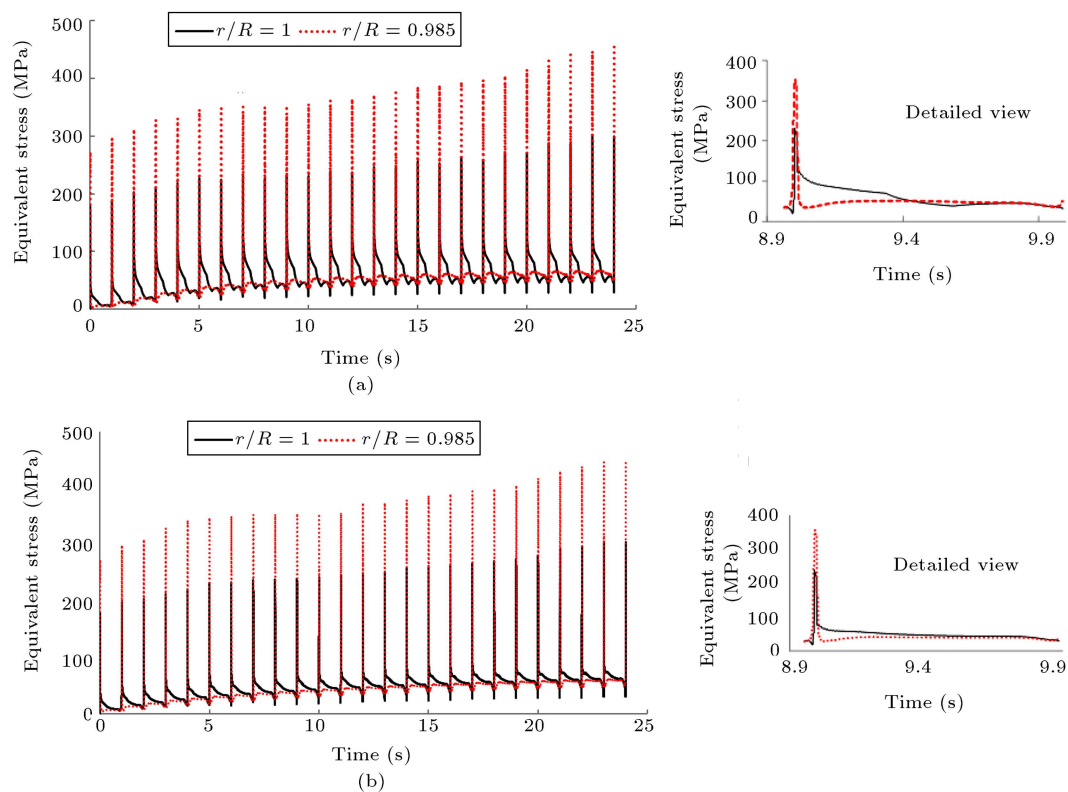 500
400
300
200
100
0
Equivalent stress (MPa)
r/R = 1
r/R = 0.985
0
5
10
15
20
25
Time (s)
(a)
400
300
200
100
0
Equivalent stress
(MPa)
Detailed view
8.9
9.4
9.9
Time (s)
500
400
300
200
100
0
Equivalent stress (MPa)
r/R = 1
r/R = 0.985
0
5
10
15
20
25
Time (s)
(b)
400
300
200
100
0
Equivalent stress
(MPa)
Detailed view
8.9
9.4
9.9
Time (s)